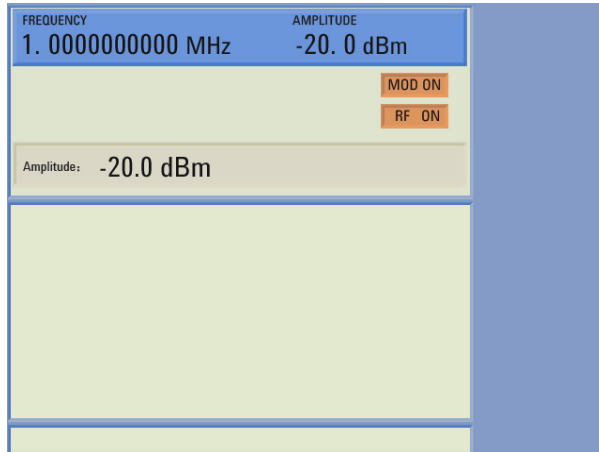 FREQUENCY AMPLITUDE
1. 0000000000 MHz -20. 0 dBm
MOD ON
RF ON
Amplitude: -20.0 dBm